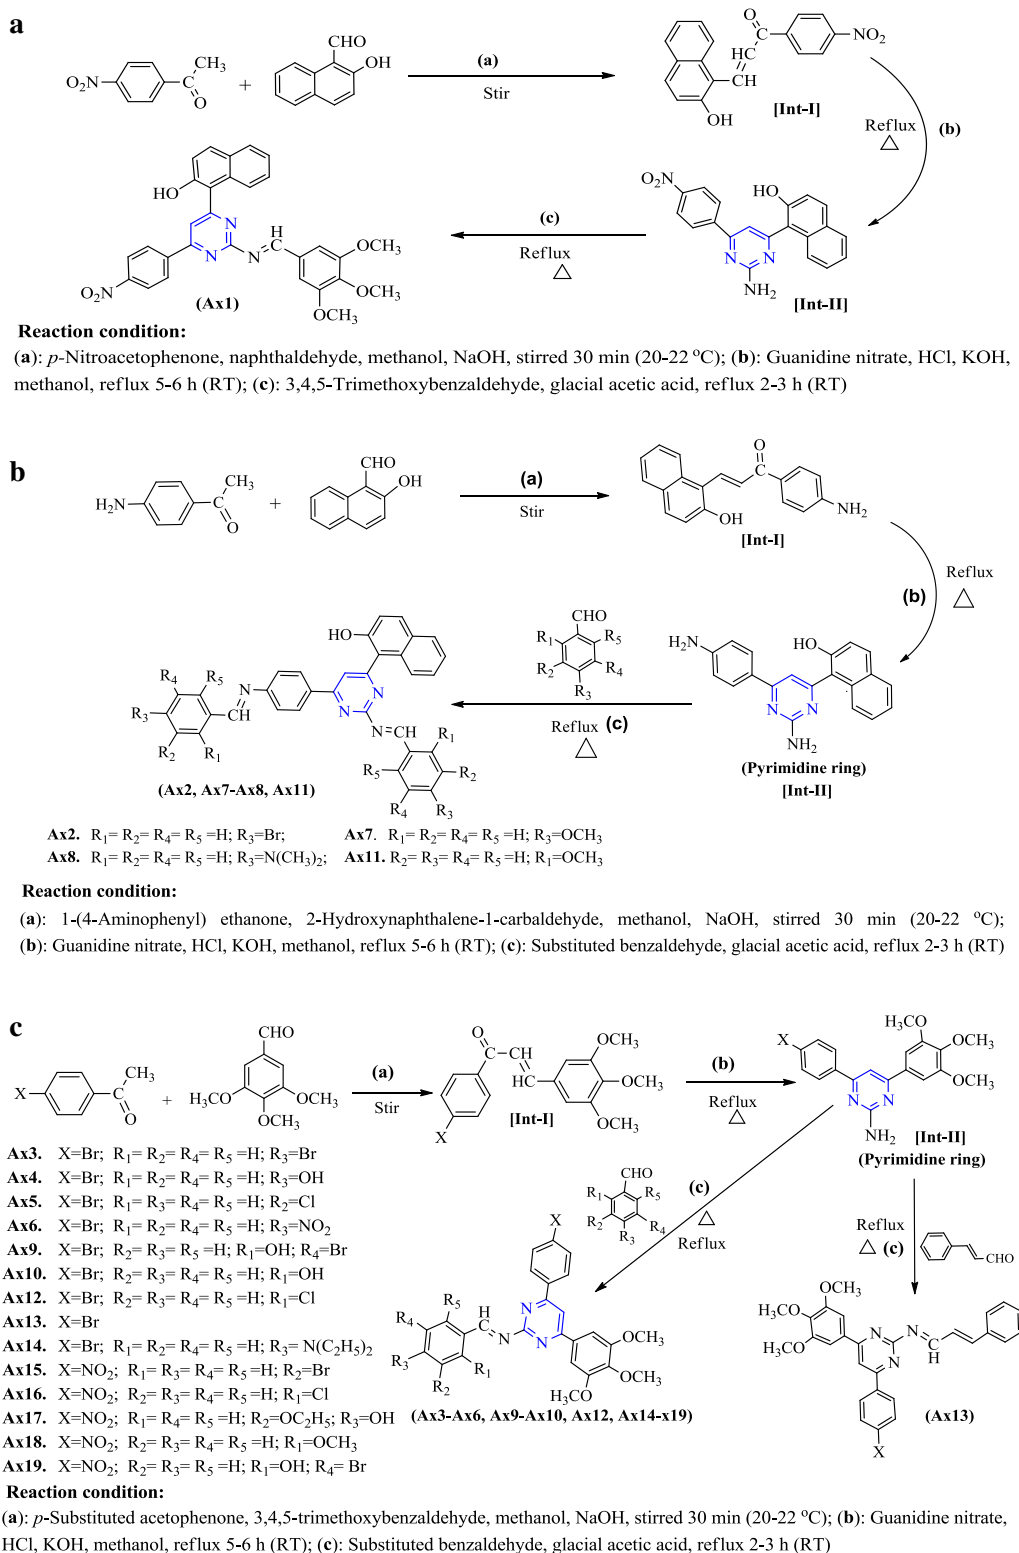 a
O₂N
CH₃
C
O
+
CHO
OH
(a)
Stir
O
C
CH
HC
NO₂
OH
[Int-I]
Reflux
△
(b)
HO
N
N
N
H
C
O₂N
OCH₃
OCH₃
OCH₃
(Ax1)
(c)
Reflux
△
O₂N
HO
N
N
NH₂
[Int-II]
Reaction condition:
(a): p-Nitroacetophenone, naphthaldehyde, methanol, NaOH, stirred 30 min (20-22 °C); (b): Guanidine nitrate, HCl, KOH,
methanol, reflux 5-6 h (RT); (c): 3,4,5-Trimethoxybenzaldehyde, glacial acetic acid, reflux 2-3 h (RT)
b
H₂N
CH₃
C
O
+
CHO
OH
(a)
Stir
O
C
OH
NH₂
[Int-I]
Reflux
(b)
△
HO
R₄
R₅
N
C
H
R₃
R₂
R₁
N
N
N=CH
R₁
R₅
R₂
R₄
R₃
(Ax2, Ax7-Ax8, Ax11)
CHO
R₁
R₅
R₂
R₄
R₃
Reflux (c)
△
H₂N
HO
N
N
NH₂
(Pyrimidine ring)
[Int-II]
Ax2. R₁= R₂= R₄= R₅ =H; R₃=Br; Ax7. R₁= R₂= R₄= R₅ =H; R₃=OCH₃
Ax8. R₁= R₂= R₄= R₅ =H; R₃=N(CH₃)₂; Ax11. R₂= R₃= R₄= R₅ =H; R₁=OCH₃
Reaction condition:
(a): 1-(4-Aminophenyl) ethanone, 2-Hydroxynaphthalene-1-carbaldehyde, methanol, NaOH, stirred 30 min (20-22 °C);
(b): Guanidine nitrate, HCl, KOH, methanol, reflux 5-6 h (RT); (c): Substituted benzaldehyde, glacial acetic acid, reflux 2-3 h (RT)
c
X
CH₃
C
O
+
CHO
H₃CO
OCH₃
OCH₃
(a)
Stir
O
C
H
C
C
H
OCH₃
OCH₃
OCH₃
X
[Int-I]
(b)
Reflux
△
X
H₃CO
OCH₃
OCH₃
N
N
NH₂
[Int-II]
(Pyrimidine ring)
Ax3. X=Br; R₁= R₂= R₄= R₅ =H; R₃=Br
Ax4. X=Br; R₁= R₂= R₄= R₅ =H; R₃=OH
Ax5. X=Br; R₁= R₃= R₄= R₅ =H; R₂=Cl
Ax6. X=Br; R₁= R₂= R₄= R₅ =H; R₃=NO₂
Ax9. X=Br; R₂= R₃= R₅ =H; R₁=OH; R₄=Br
Ax10. X=Br; R₂= R₃= R₄= R₅ =H; R₁=OH
Ax12. X=Br; R₂= R₃= R₄= R₅ =H; R₁=Cl
Ax13. X=Br
Ax14. X=Br; R₁= R₂= R₄= R₅ =H; R₃= N(C₂H₅)₂
Ax15. X=NO₂; R₁= R₃= R₄= R₅ =H; R₂=Br
Ax16. X=NO₂; R₂= R₃= R₄= R₅ =H; R₁=Cl
Ax17. X=NO₂; R₁= R₄= R₅ =H; R₂=OC₂H₅; R₃=OH
Ax18. X=NO₂; R₂= R₃= R₄= R₅ =H; R₁=OCH₃
Ax19. X=NO₂; R₂= R₃= R₅ =H; R₁=OH; R₄= Br
CHO
R₁
R₅
R₂
R₄
R₃
(c)
△
Reflux
X
R₄
R₅
H
C
N
N
N
R₃
R₂
R₁
OCH₃
OCH₃
H₃CO
(Ax3-Ax6, Ax9-Ax10, Ax12, Ax14-x19)
Reflux
△ (c)
CHO
OCH₃
H₃CO
H₃CO
N
N
N
C
H
X
(Ax13)
Reaction condition:
(a): p-Substituted acetophenone, 3,4,5-trimethoxybenzaldehyde, methanol, NaOH, stirred 30 min (20-22 °C); (b): Guanidine nitrate,
HCl, KOH, methanol, reflux 5-6 h (RT); (c): Substituted benzaldehyde, glacial acetic acid, reflux 2-3 h (RT)